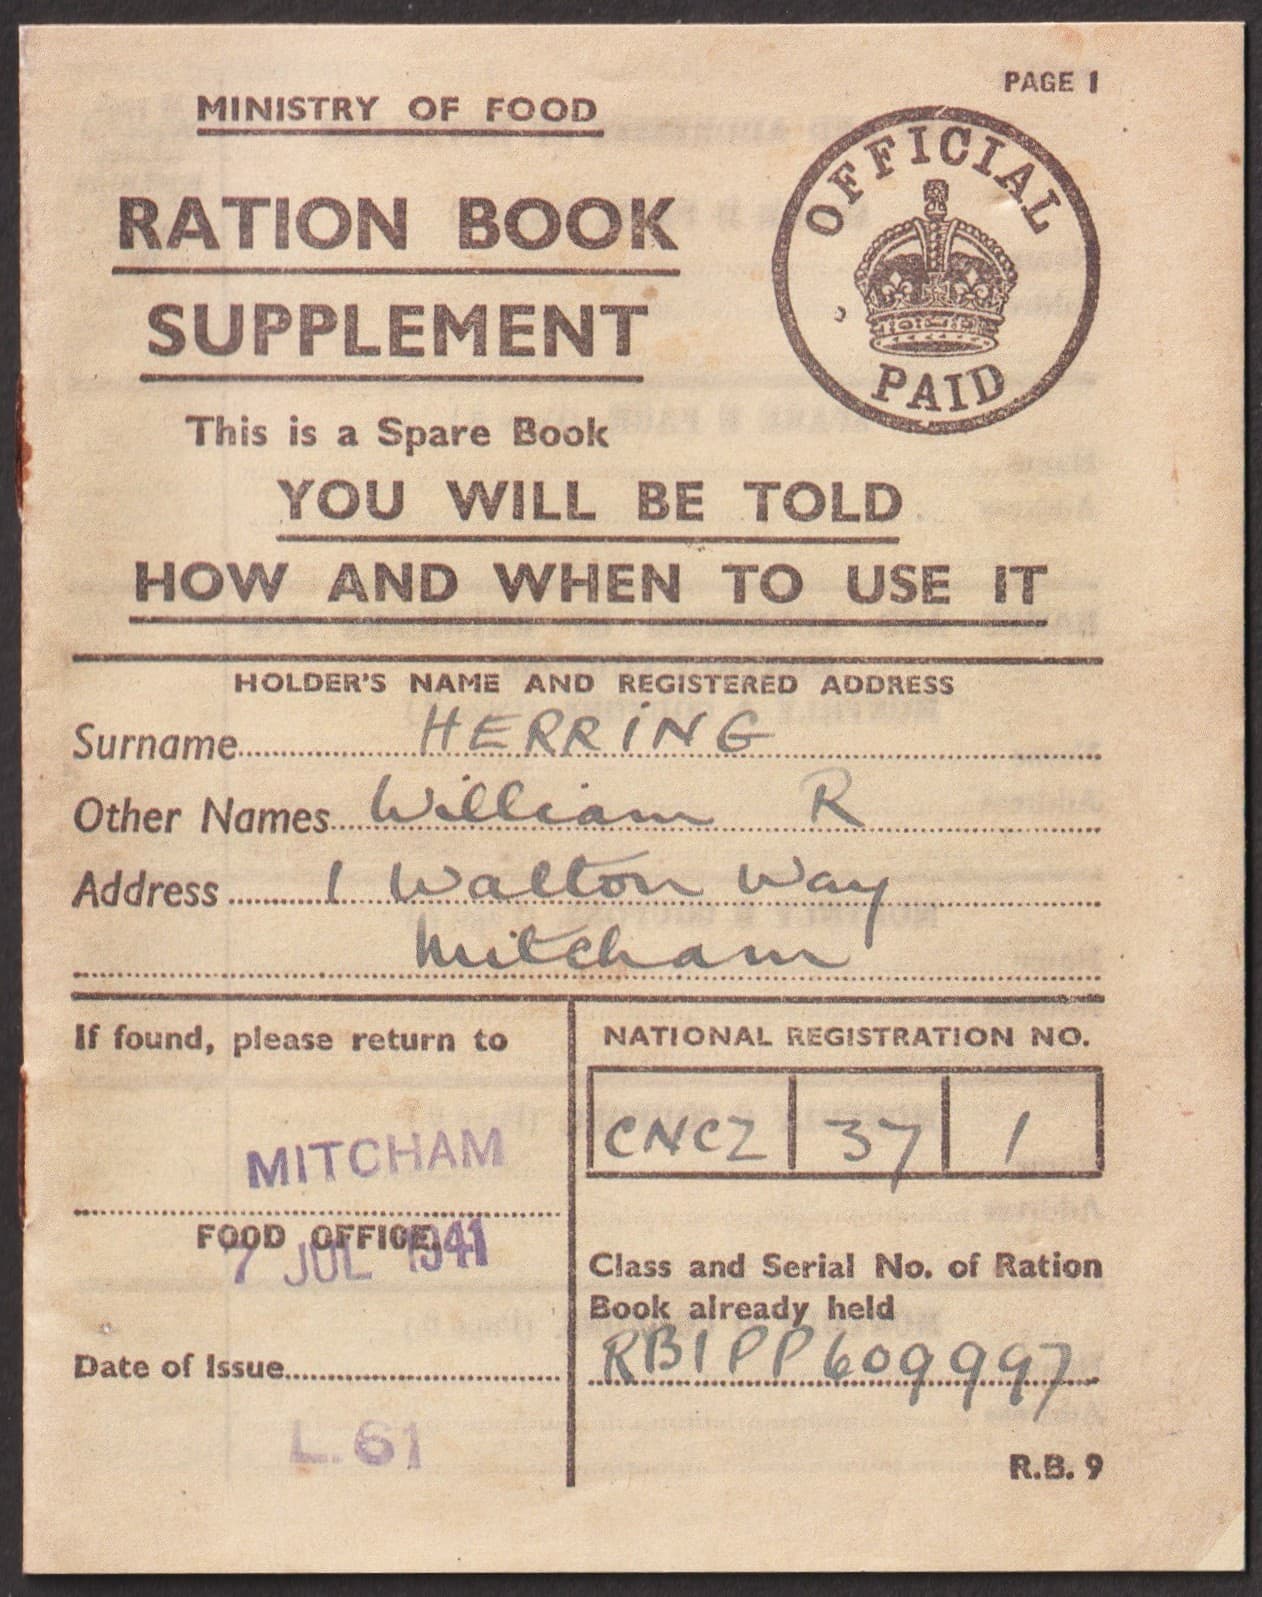 PAGE 1
MINISTRY OF FOOD
OFFICIAL
PAID
RATION BOOK
SUPPLEMENT
This is a Spare Book
YOU WILL BE TOLD
HOW AND WHEN TO USE IT
HOLDER'S NAME AND REGISTERED ADDRESS
Surname HERRING
Other Names William R
Address 1 Walton Way
Mitcham
If found, please return to
MITCHAM
FOOD OFFICE.
7 JUL 1941
Date of Issue
L.61
NATIONAL REGISTRATION NO.
CNCZ 37 1
Class and Serial No. of Ration
Book already held
RB1PP609997
R.B. 9